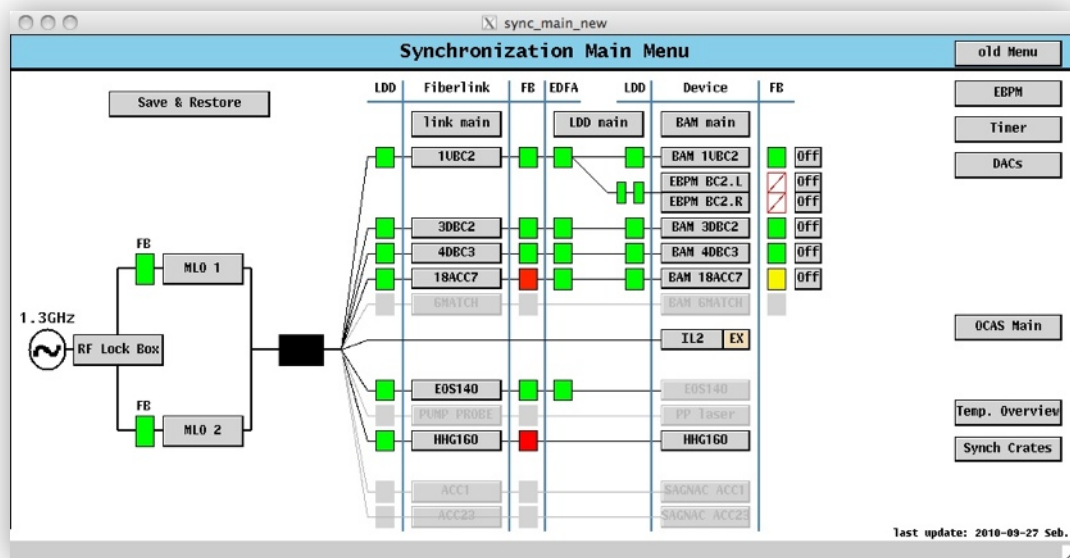 sync_main_new
Synchronization Main Menu
old Menu
LDD Fiberlink FB EDFA LDD Device FB
EBPM
Save & Restore
link main LDD main BAM main
Timer
1UBC2 BAM 1UBC2 Off
DACs
EBPM BC2.L Off
EBPM BC2.R Off
3DBC2 BAM 3DBC2 Off
FB
4DBC3 BAM 4DBC3 Off
MLO 1
18ACC7 BAM 18ACC7 Off
6MATCH BAM 6MATCH
1.3GHz
OCAS Main
RF Lock Box
IL2 EX
EOS140 EOS140
FB
PUMP PROBE PP laser
Temp. Overview
MLO 2
HHG160 HHG160
Synch Crates
ACC1 SAGNAC ACC1
ACC23 SAGNAC ACC23
last update: 2010-09-27 Seb.